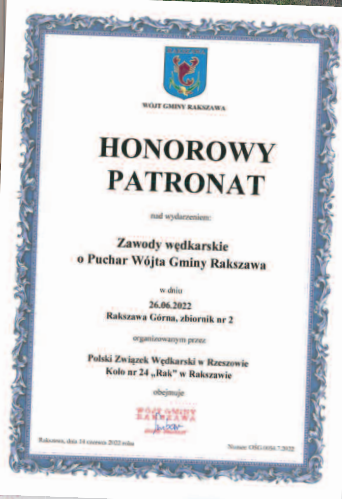 WÓJT GMINY RAKSZAWA
HONOROWY
PATRONAT
nad wydarzeniem:
Zawody wędkarskie
o Puchar Wójta Gminy Rakszawa
w dniu
26.06.2022
Rakszawa Górna, zbiornik nr 2
organizowanym przez
Polski Związek Wędkarski w Rzeszowie
Koło nr 24 „Rak” w Rakszawie
obejmuje
WÓJT GMINY
RAKSZAWA
Rakszawa, dnia 14 czerwca 2022 roku
Numer